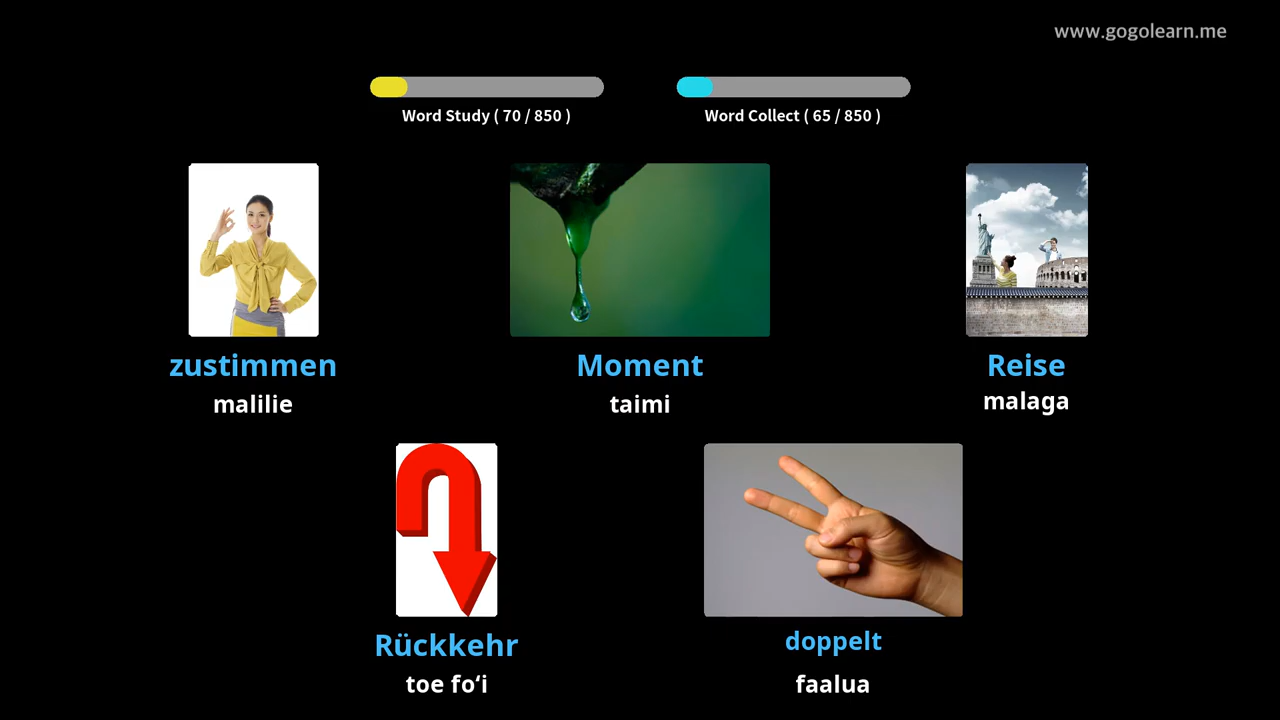 www.gogolearn.me
Word Study ( 70 / 850 )
Word Collect ( 65 / 850 )
zustimmen
malilie
Moment
taimi
Reise
malaga
Rückkehr
toe foʻi
doppelt
faalua